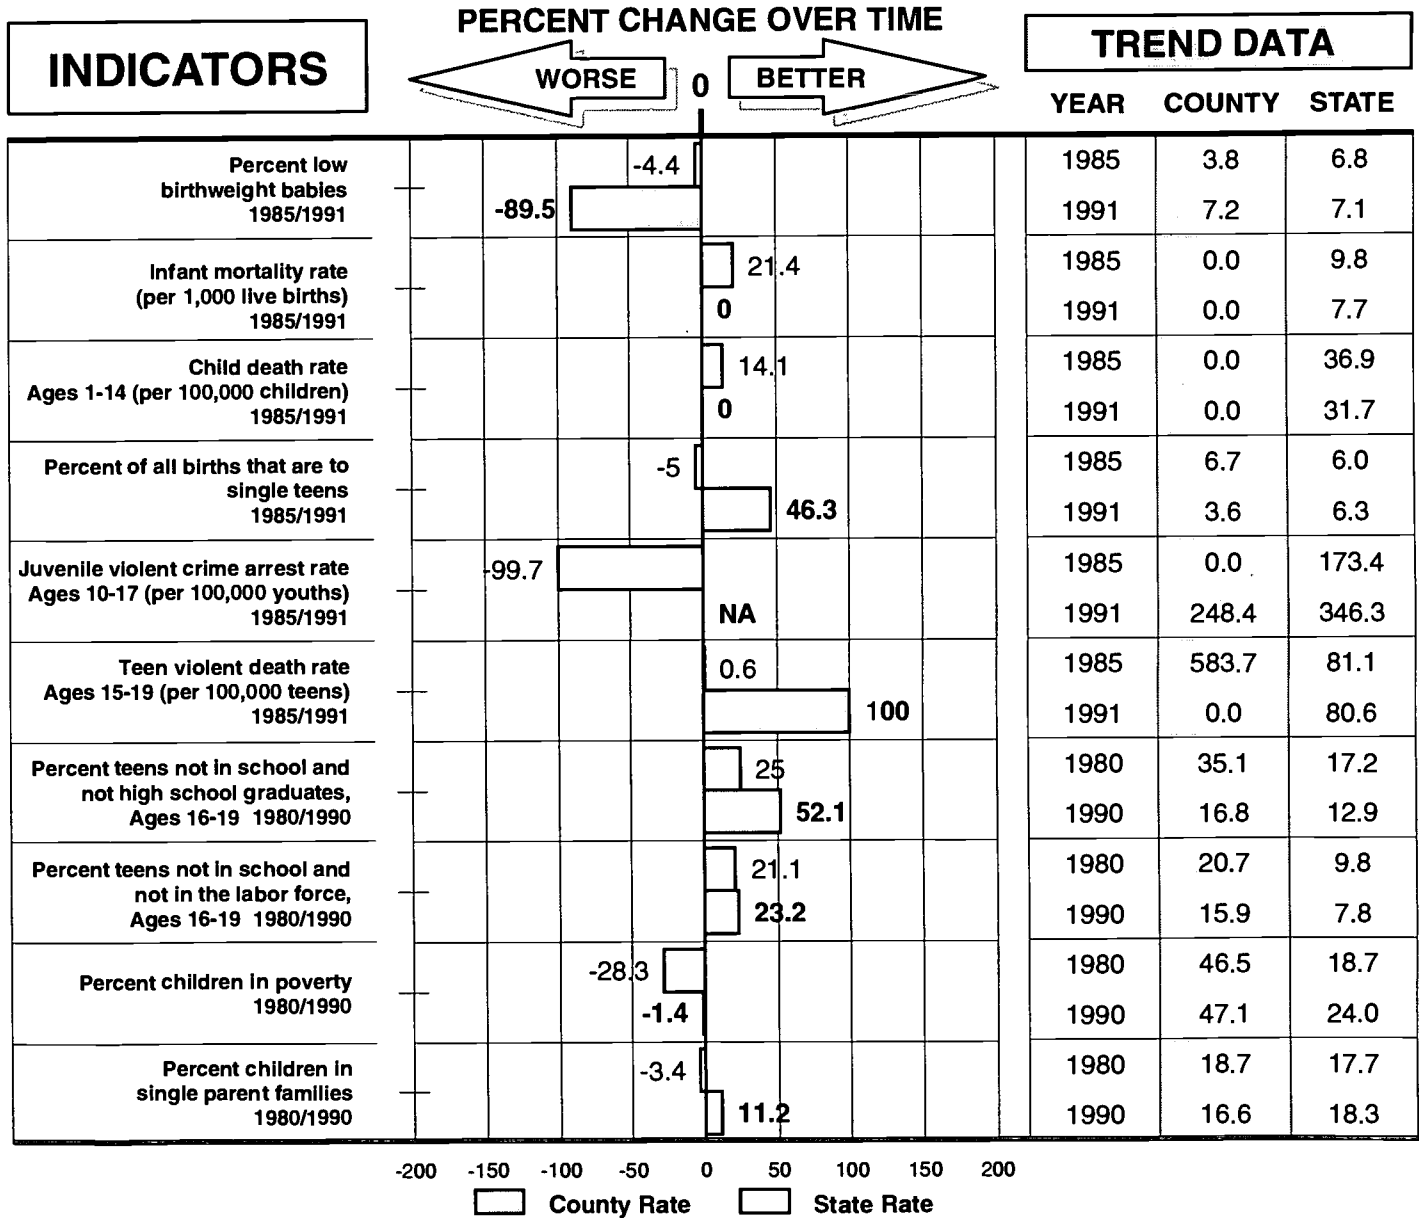 PERCENT CHANGE OVER TIME
INDICATORS
WORSE
0
BETTER
TREND DATA
YEAR COUNTY STATE
Percent low
birthweight babies
1985/1991
-4.4
-89.5
1985 3.8 6.8
1991 7.2 7.1
Infant mortality rate
(per 1,000 live births)
1985/1991
21.4
0
1985 0.0 9.8
1991 0.0 7.7
Child death rate
Ages 1-14 (per 100,000 children)
1985/1991
14.1
0
1985 0.0 36.9
1991 0.0 31.7
Percent of all births that are to
single teens
1985/1991
-5
46.3
1985 6.7 6.0
1991 3.6 6.3
Juvenile violent crime arrest rate
Ages 10-17 (per 100,000 youths)
1985/1991
-99.7
NA
1985 0.0 173.4
1991 248.4 346.3
Teen violent death rate
Ages 15-19 (per 100,000 teens)
1985/1991
0.6
100
1985 583.7 81.1
1991 0.0 80.6
Percent teens not in school and
not high school graduates,
Ages 16-19 1980/1990
25
52.1
1980 35.1 17.2
1990 16.8 12.9
Percent teens not in school and
not in the labor force,
Ages 16-19 1980/1990
21.1
23.2
1980 20.7 9.8
1990 15.9 7.8
Percent children in poverty
1980/1990
-28.3
-1.4
1980 46.5 18.7
1990 47.1 24.0
Percent children in
single parent families
1980/1990
-3.4
11.2
1980 18.7 17.7
1990 16.6 18.3
-200 -150 -100 -50 0 50 100 150 200
County Rate State Rate